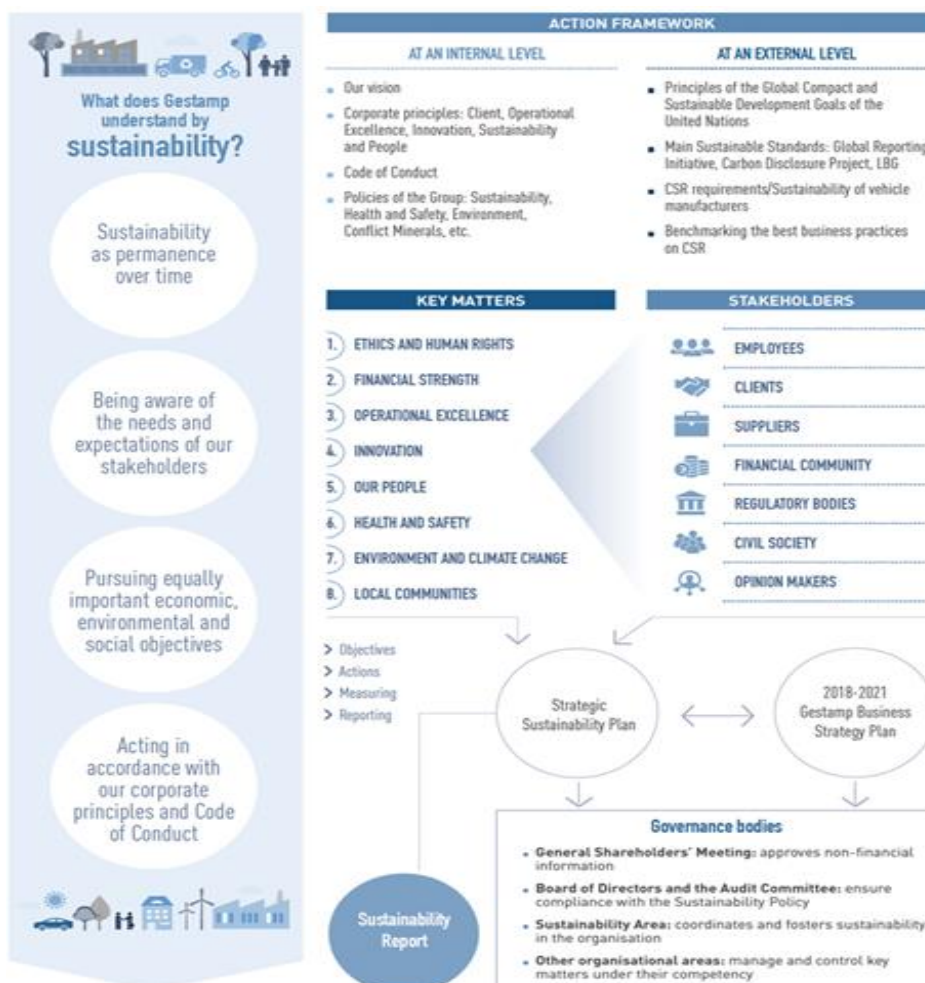 What does Gestamp
understand by
sustainability?
Sustainability
as permanence
over time
Being aware of
the needs and
expectations of our
stakeholders
Pursuing equally
important economic,
environmental and
social objectives
Acting in
accordance with
our corporate
principles and Code
of Conduct
ACTION FRAMEWORK
AT AN INTERNAL LEVEL
Our vision
Corporate principles: Client, Operational
Excellence, Innovation, Sustainability
and People
Code of Conduct
Policies of the Group: Sustainability,
Health and Safety, Environment,
Conflict Minerals, etc.
AT AN EXTERNAL LEVEL
Principles of the Global Compact and
Sustainable Development Goals of the
United Nations
Main Sustainable Standards: Global Reporting
Initiative, Carbon Disclosure Project, LBG
CSR requirements/Sustainability of vehicle
manufacturers
Benchmarking the best business practices
on CSR
KEY MATTERS
1. ETHICS AND HUMAN RIGHTS
2. FINANCIAL STRENGTH
3. OPERATIONAL EXCELLENCE
4. INNOVATION
5. OUR PEOPLE
6. HEALTH AND SAFETY
7. ENVIRONMENT AND CLIMATE CHANGE
8. LOCAL COMMUNITIES
STAKEHOLDERS
EMPLOYEES
CLIENTS
SUPPLIERS
FINANCIAL COMMUNITY
REGULATORY BODIES
CIVIL SOCIETY
OPINION MAKERS
> Objectives
> Actions
> Measuring
> Reporting
Strategic
Sustainability Plan
2018-2021
Gestamp Business
Strategy Plan
Governance bodies
General Shareholders' Meeting: approves non-financial
information
Board of Directors and the Audit Committee: ensure
compliance with the Sustainability Policy
Sustainability Area: coordinates and fosters sustainability
in the organisation
Other organisational areas: manage and control key
matters under their competency
Sustainability
Report